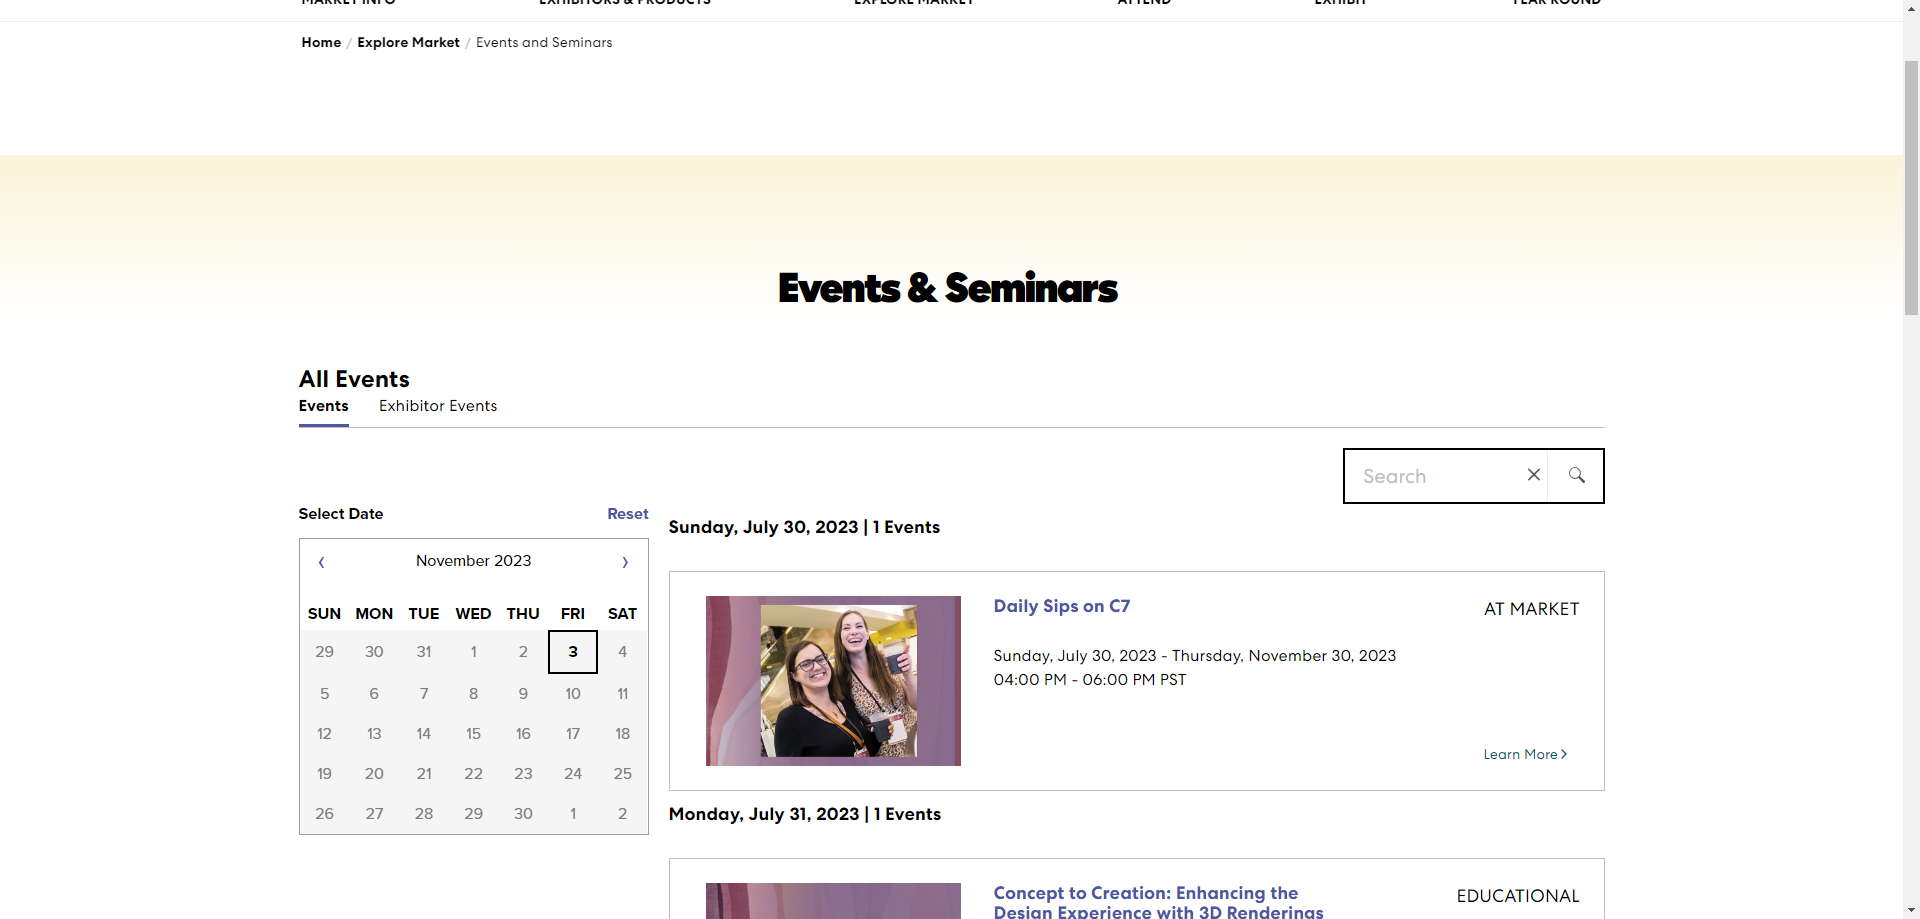 MARKET INFO EXHIBITORS & PRODUCTS EXPLORE MARKET ATTEND EXHIBIT YEAR ROUND
Home / Explore Market / Events and Seminars
Events & Seminars
All Events
Events Exhibitor Events
Search
Select Date Reset
‹ November 2023 ›
SUN MON TUE WED THU FRI SAT
29 30 31 1 2 3 4
5 6 7 8 9 10 11
12 13 14 15 16 17 18
19 20 21 22 23 24 25
26 27 28 29 30 1 2
Sunday, July 30, 2023 | 1 Events
Daily Sips on C7
AT MARKET
Sunday, July 30, 2023 - Thursday, November 30, 2023
04:00 PM - 06:00 PM PST
Learn More
Monday, July 31, 2023 | 1 Events
Concept to Creation: Enhancing the
Design Experience with 3D Renderings
EDUCATIONAL